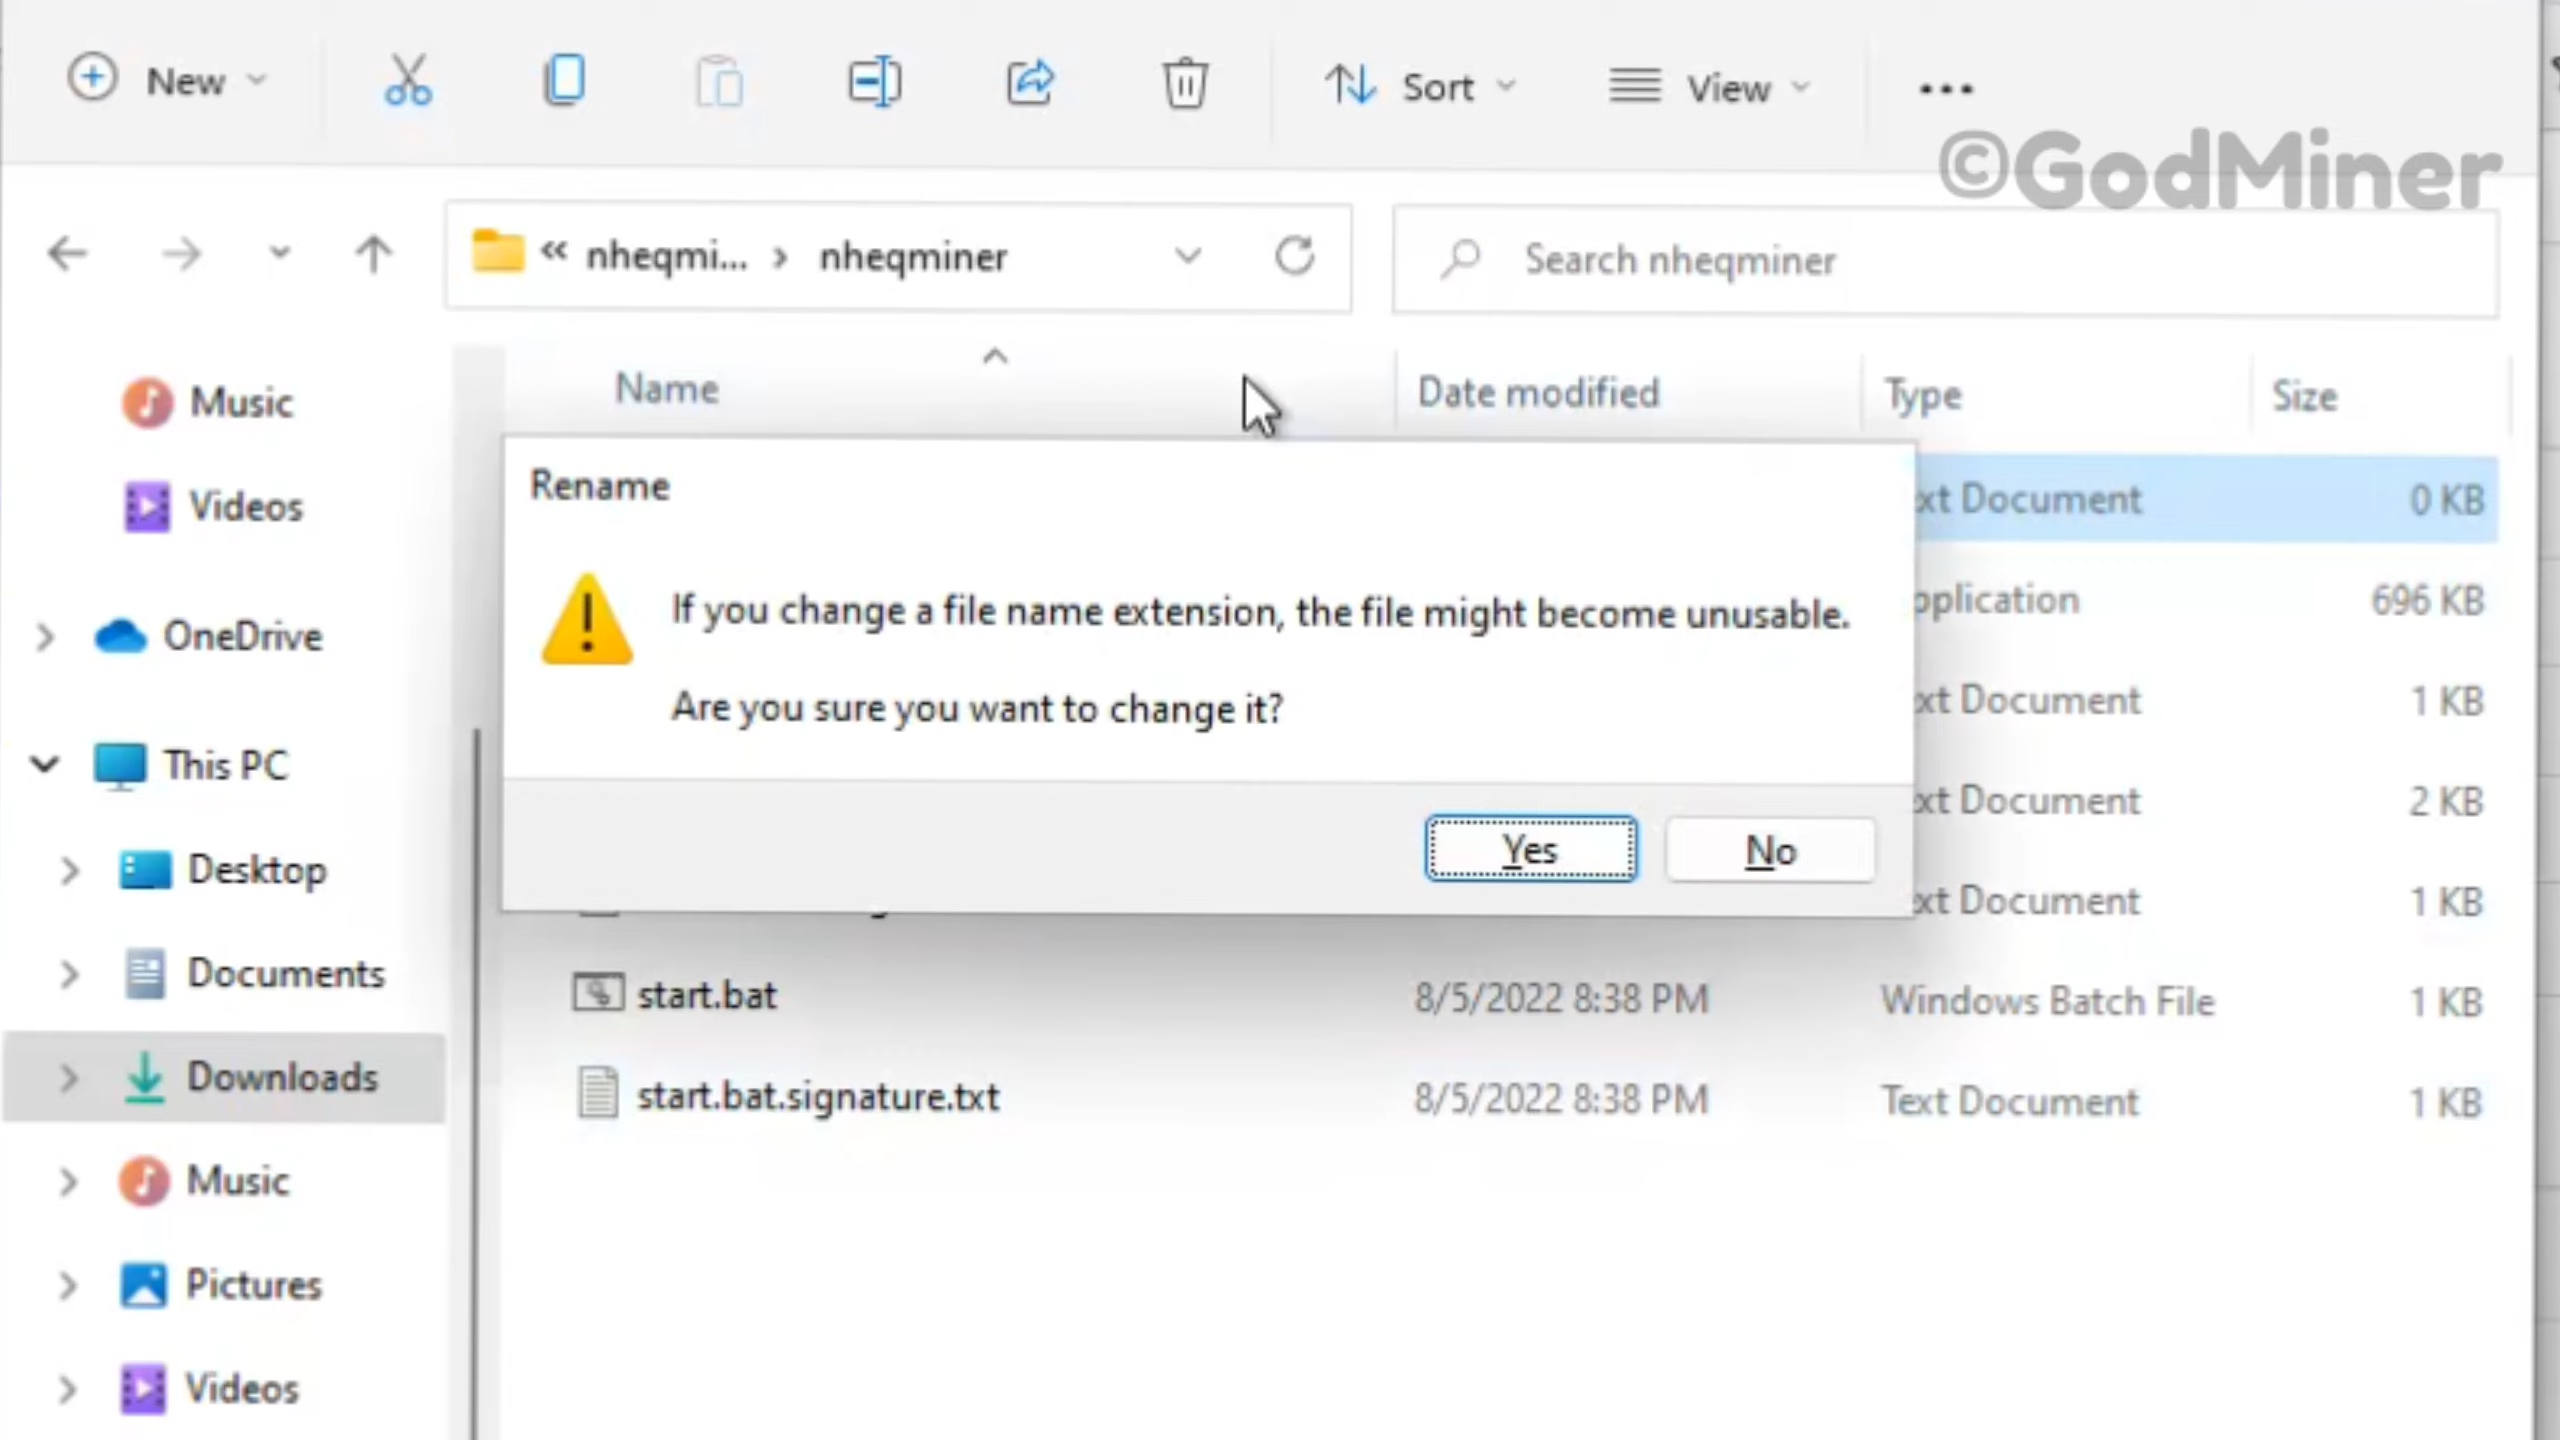 New
Sort
View
©GodMiner
« nheqmi... › nheqminer
Search nheqminer
Name
Date modified
Type
Size
Music
Videos
OneDrive
This PC
Desktop
Documents
Downloads
Music
Pictures
Videos
Rename
If you change a file name extension, the file might become unusable.
Are you sure you want to change it?
Yes
No
xt Document 0 KB
pplication 696 KB
xt Document 1 KB
xt Document 2 KB
xt Document 1 KB
start.bat 8/5/2022 8:38 PM Windows Batch File 1 KB
start.bat.signature.txt 8/5/2022 8:38 PM Text Document 1 KB